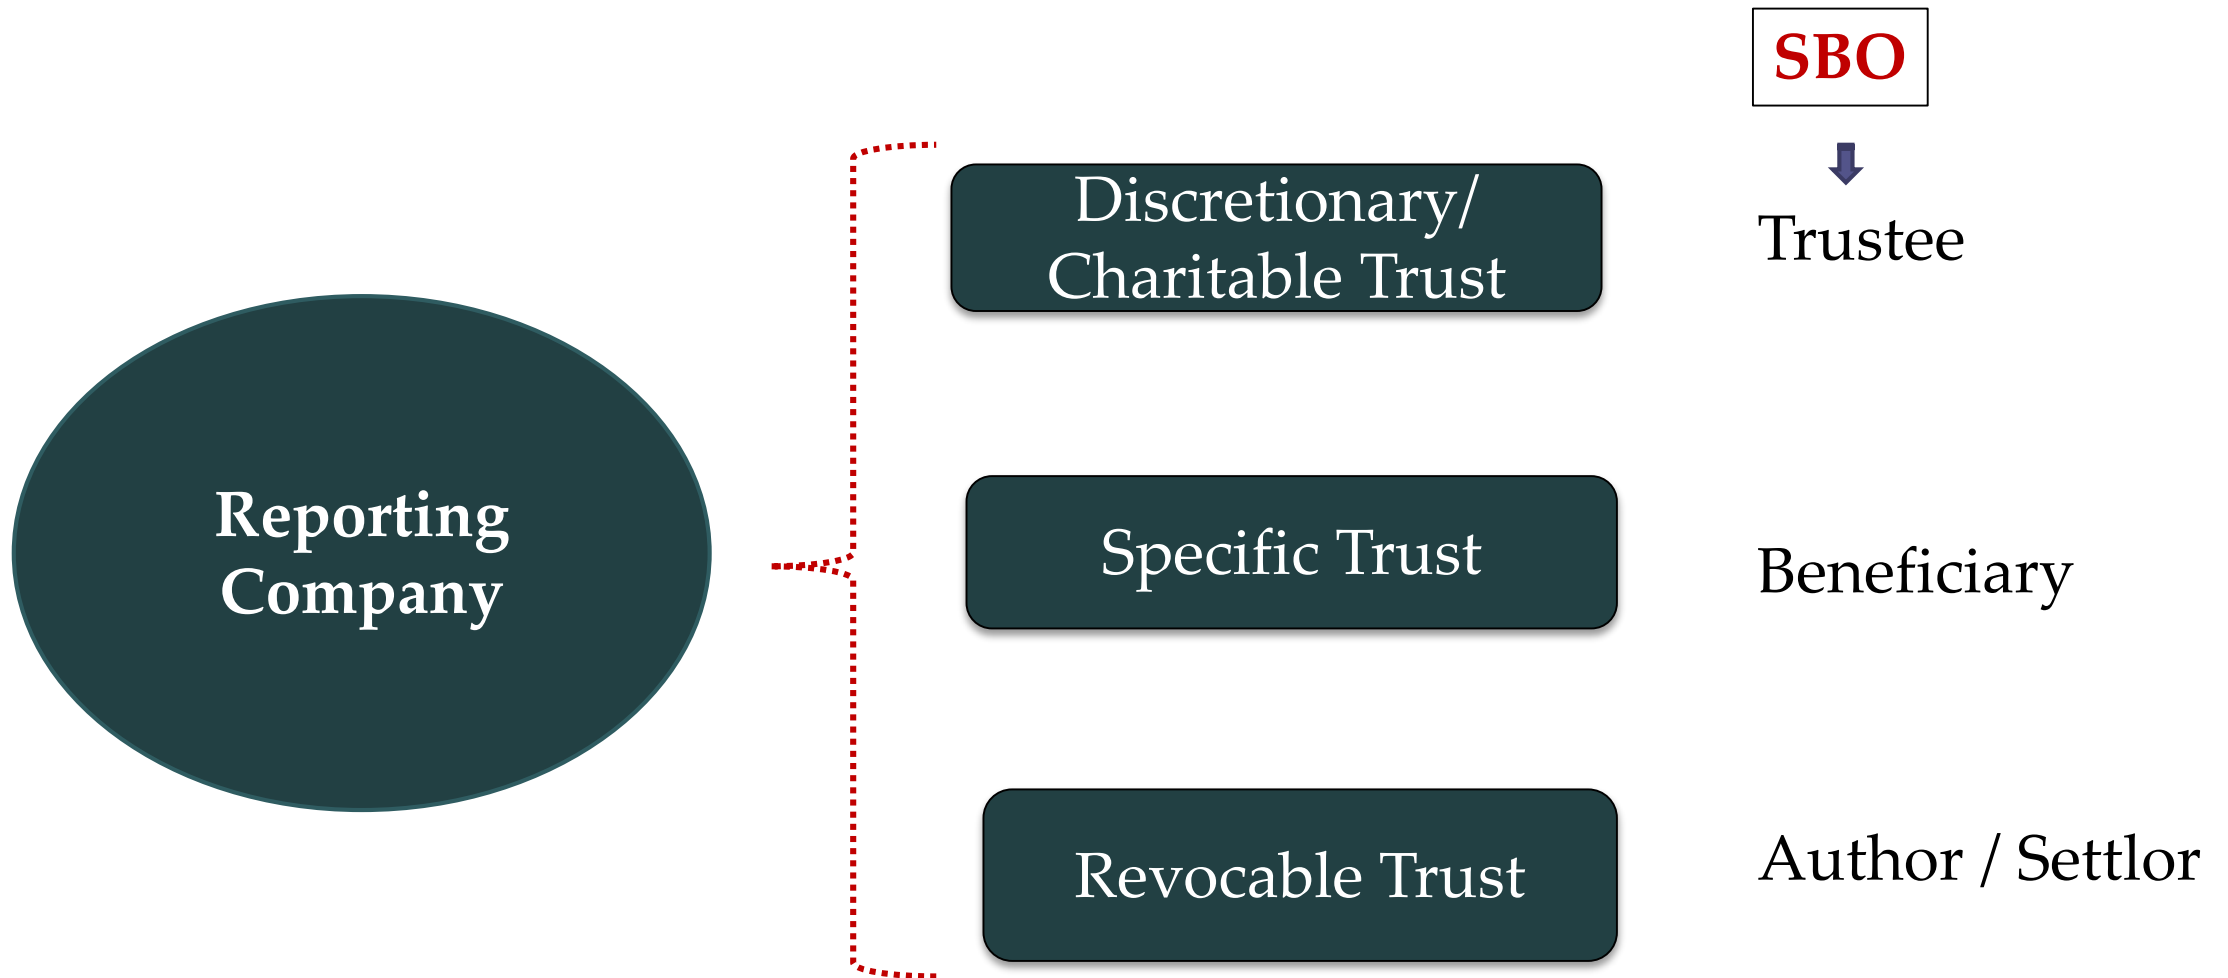 SBO
Discretionary/
Charitable Trust
Trustee
Reporting
Company
Specific Trust
Beneficiary
Revocable Trust
Author / Settlor